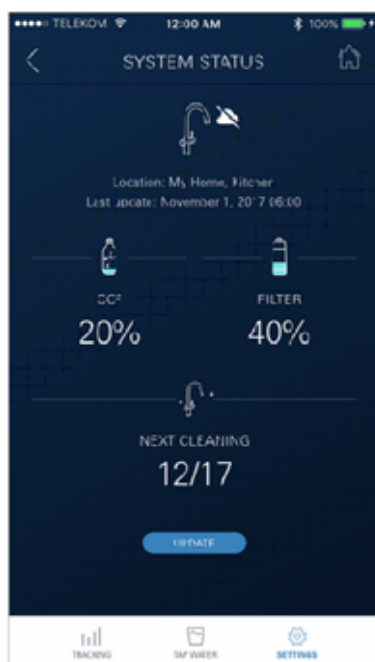 TELEKOM 12:00 AM 100%
SYSTEM STATUS
Location: My Home, Kitchen
Last update: November 1, 2017 06:00
CO² FILTER
20% 40%
NEXT CLEANING
12/17
UPDATE
TRACKING TAP WATER SETTINGS